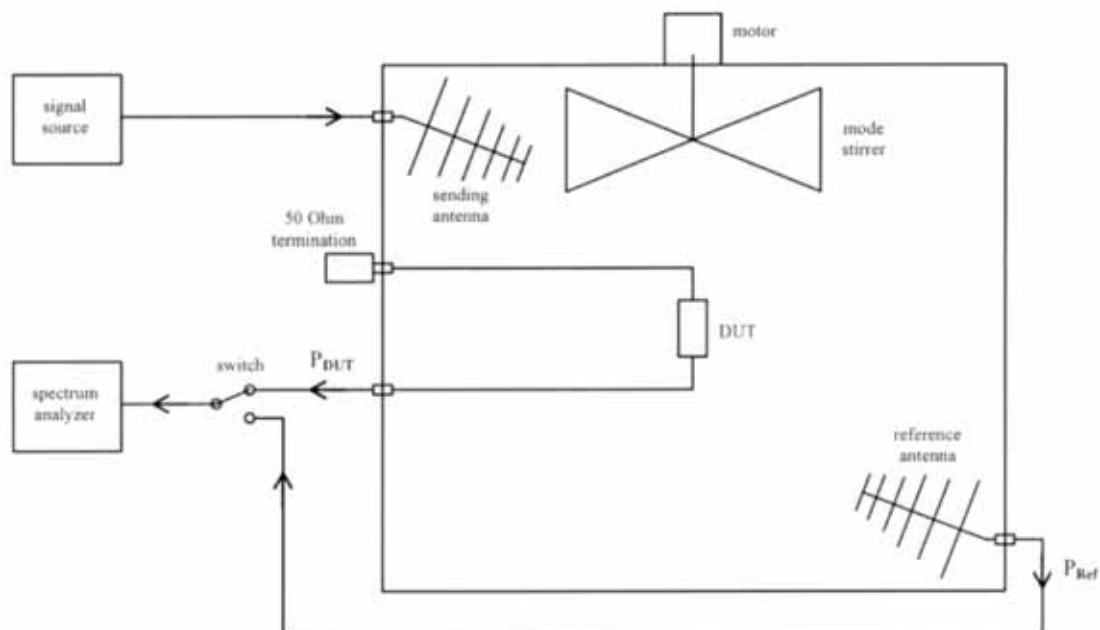 motor
signal
source
mode
stirrer
sending
antenna
50 Ohm
termination
DUT
P_DUT
switch
spectrum
analyzer
reference
antenna
P_Ref